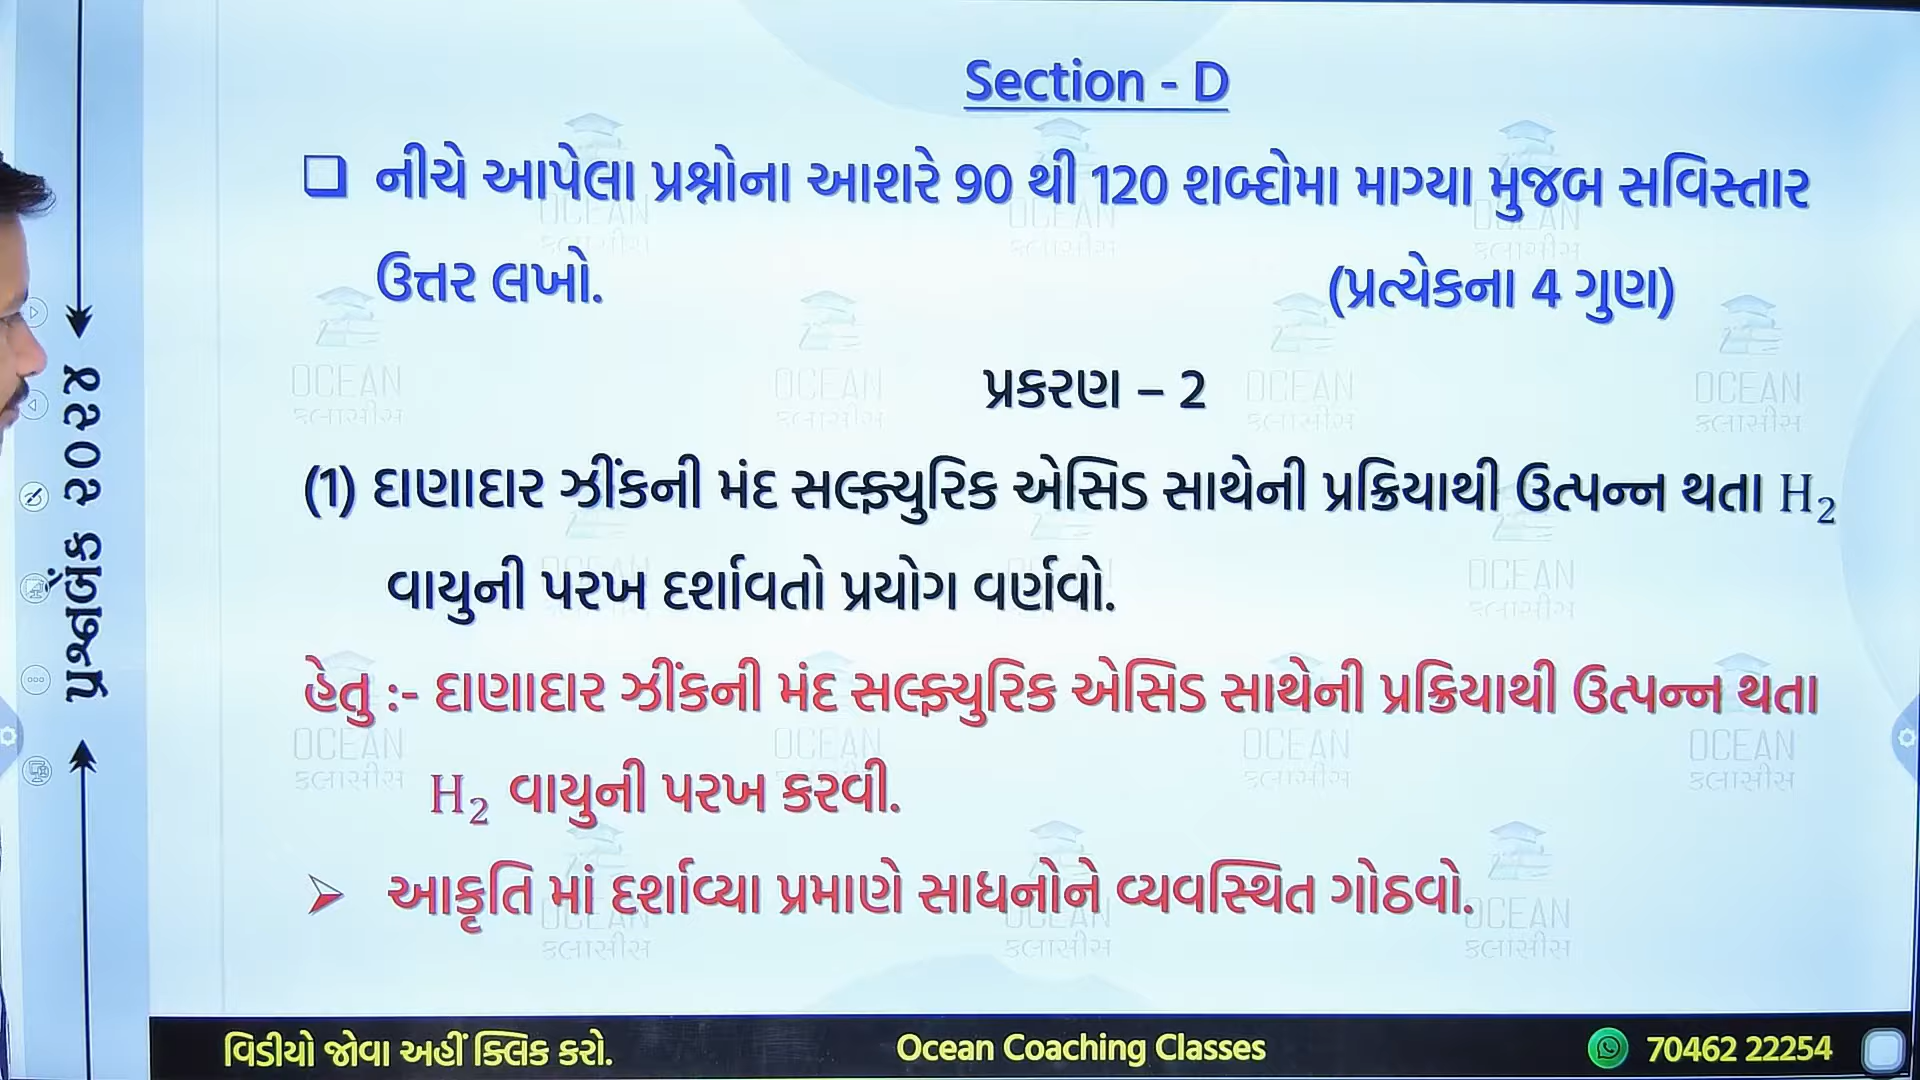 Section - D
❑ નીચે આપેલા પ્રશ્નોના આશરે 90 થી 120 શબ્દોમા માગ્યા મુજબ સવિસ્તાર
ઉત્તર લખો. (પ્રત્યેકના 4 ગુણ)
પ્રકરણ – 2
(1) દાણાદાર ઝીંકની મંદ સલ્ફ્યુરિક એસિડ સાથેની પ્રક્રિયાથી ઉત્પન્ન થતા H₂
વાયુની પરખ દર્શાવતો પ્રયોગ વર્ણવો.
હેતુ :- દાણાદાર ઝીંકની મંદ સલ્ફ્યુરિક એસિડ સાથેની પ્રક્રિયાથી ઉત્પન્ન થતા
H₂ વાયુની પરખ કરવી.
➢ આકૃતિ માં દર્શાવ્યા પ્રમાણે સાધનોને વ્યવસ્થિત ગોઠવો.
પ્રશ્નબેંક ૨૦૨૪
OCEAN
ક્લાસીસ
વિડીયો જોવા અહીં ક્લિક કરો. Ocean Coaching Classes 70462 22254